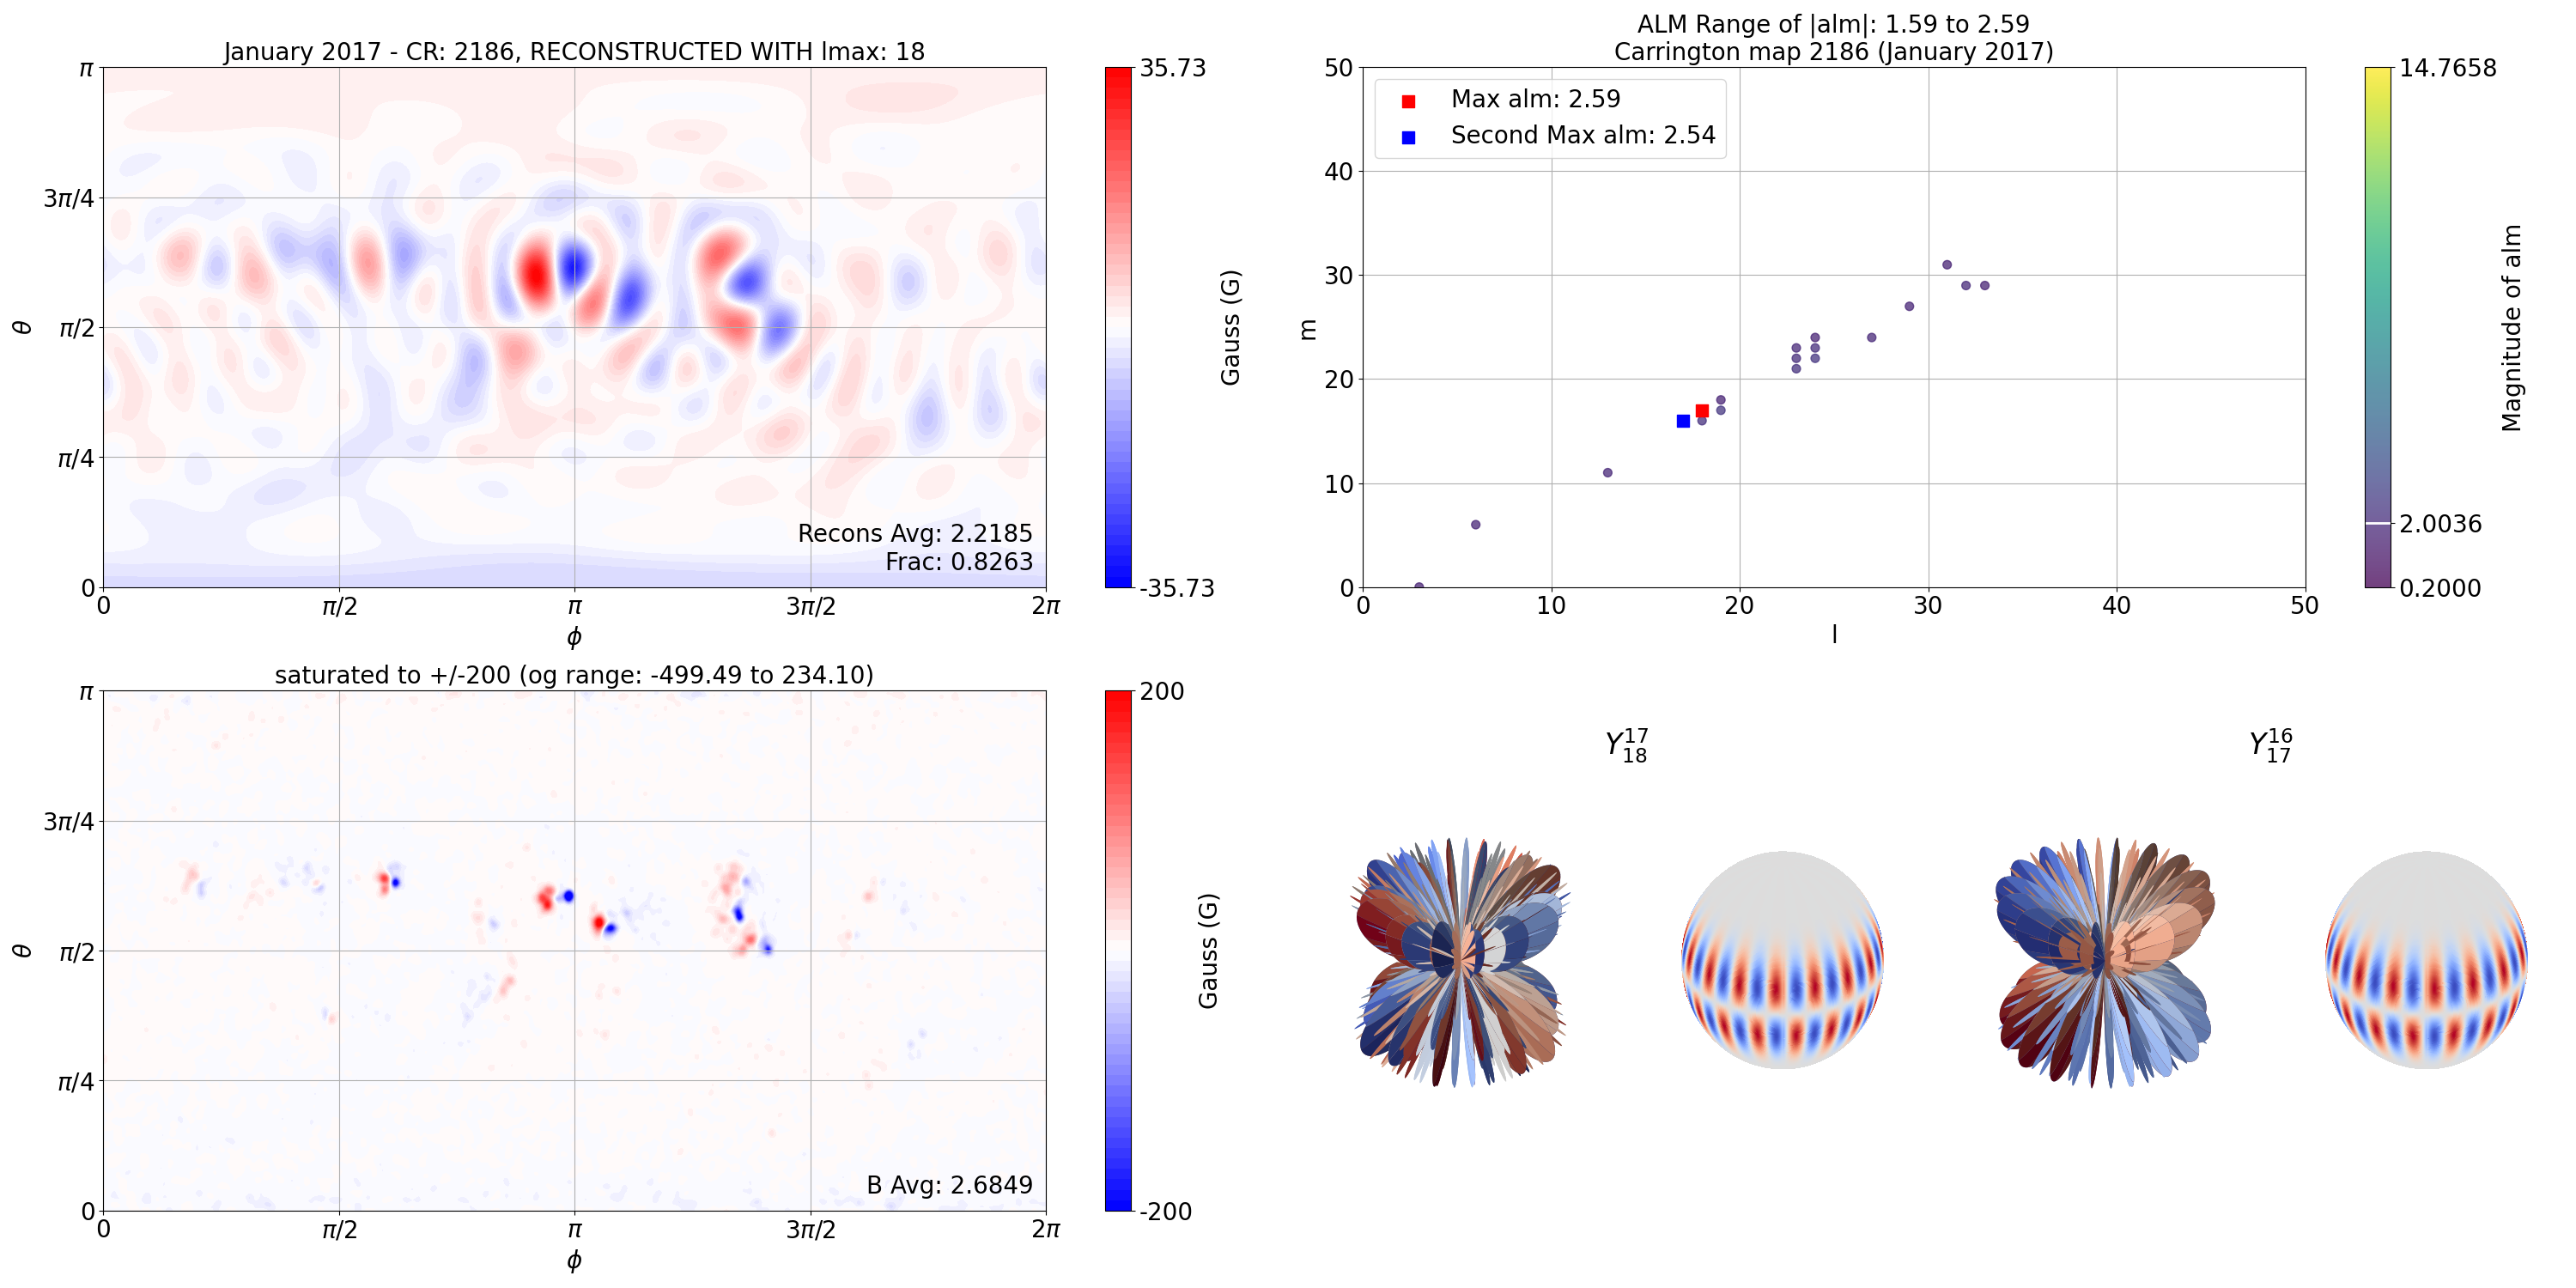 January 2017 - CR: 2186, RECONSTRUCTED WITH lmax: 18
π
3π/4
θ
π/2
π/4
0
0
π/2
π
3π/2
2π
ϕ
Recons Avg: 2.2185
Frac: 0.8263
35.73
Gauss (G)
-35.73
ALM Range of |alm|: 1.59 to 2.59
Carrington map 2186 (January 2017)
Max alm: 2.59
Second Max alm: 2.54
50
40
30
m
20
10
0
0
10
20
30
40
50
l
14.7658
Magnitude of alm
2.0036
0.2000
saturated to +/-200 (og range: -499.49 to 234.10)
π
3π/4
θ
π/2
π/4
0
0
π/2
π
3π/2
2π
ϕ
B Avg: 2.6849
200
Gauss (G)
-200
Y₁₈¹⁷
Y₁₇¹⁶